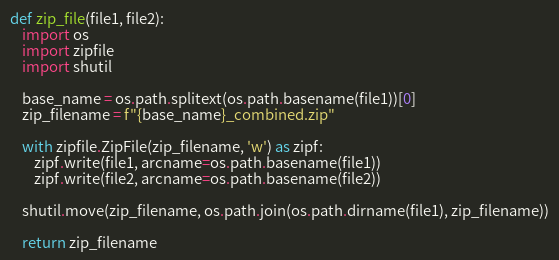 def zip_file(file1, file2):
    import os
    import zipfile
    import shutil

    base_name = os.path.splitext(os.path.basename(file1))[0]
    zip_filename = f"{base_name}_combined.zip"

    with zipfile.ZipFile(zip_filename, 'w') as zipf:
        zipf.write(file1, arcname=os.path.basename(file1))
        zipf.write(file2, arcname=os.path.basename(file2))

    shutil.move(zip_filename, os.path.join(os.path.dirname(file1), zip_filename))

    return zip_filename